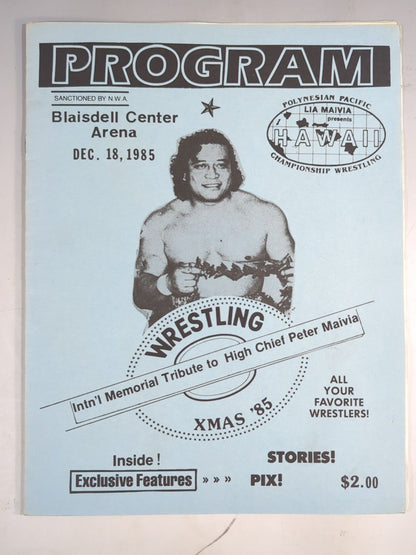 PROGRAM
SANCTIONED BY N.W.A.
Blaisdell Center
Arena
DEC. 18, 1985
POLYNESIAN PACIFIC
LIA MAIVIA
presents
HAWAII
CHAMPIONSHIP WRESTLING
WRESTLING
Intn'l Memorial Tribute to High Chief Peter Maivia
XMAS '85
ALL
YOUR
FAVORITE
WRESTLERS!
Inside!
STORIES!
Exclusive Features » » » PIX!
$2.00